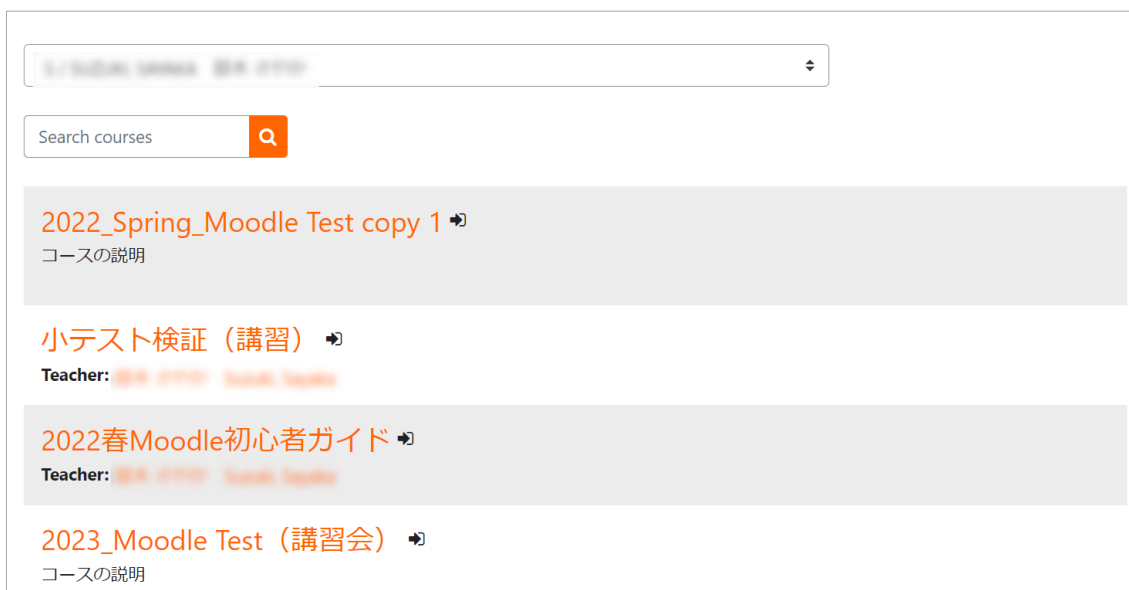 Search courses
2022_Spring_Moodle Test copy 1
コースの説明
小テスト検証（講習）
Teacher:
2022春Moodle初心者ガイド
Teacher:
2023_Moodle Test（講習会）
コースの説明